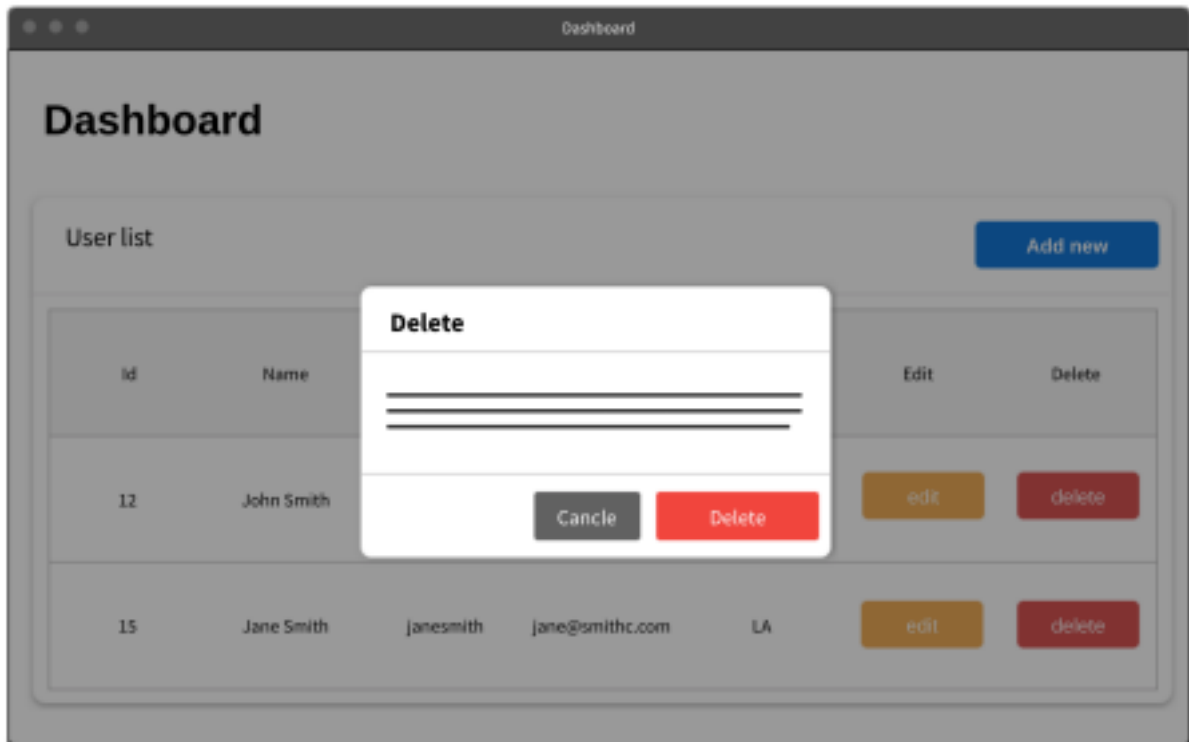 Dashboard
Dashboard
User list
Add new
Delete
Id Name Edit Delete
12 John Smith edit delete
Cancle Delete
15 Jane Smith janesmith jane@smithc.com LA edit delete